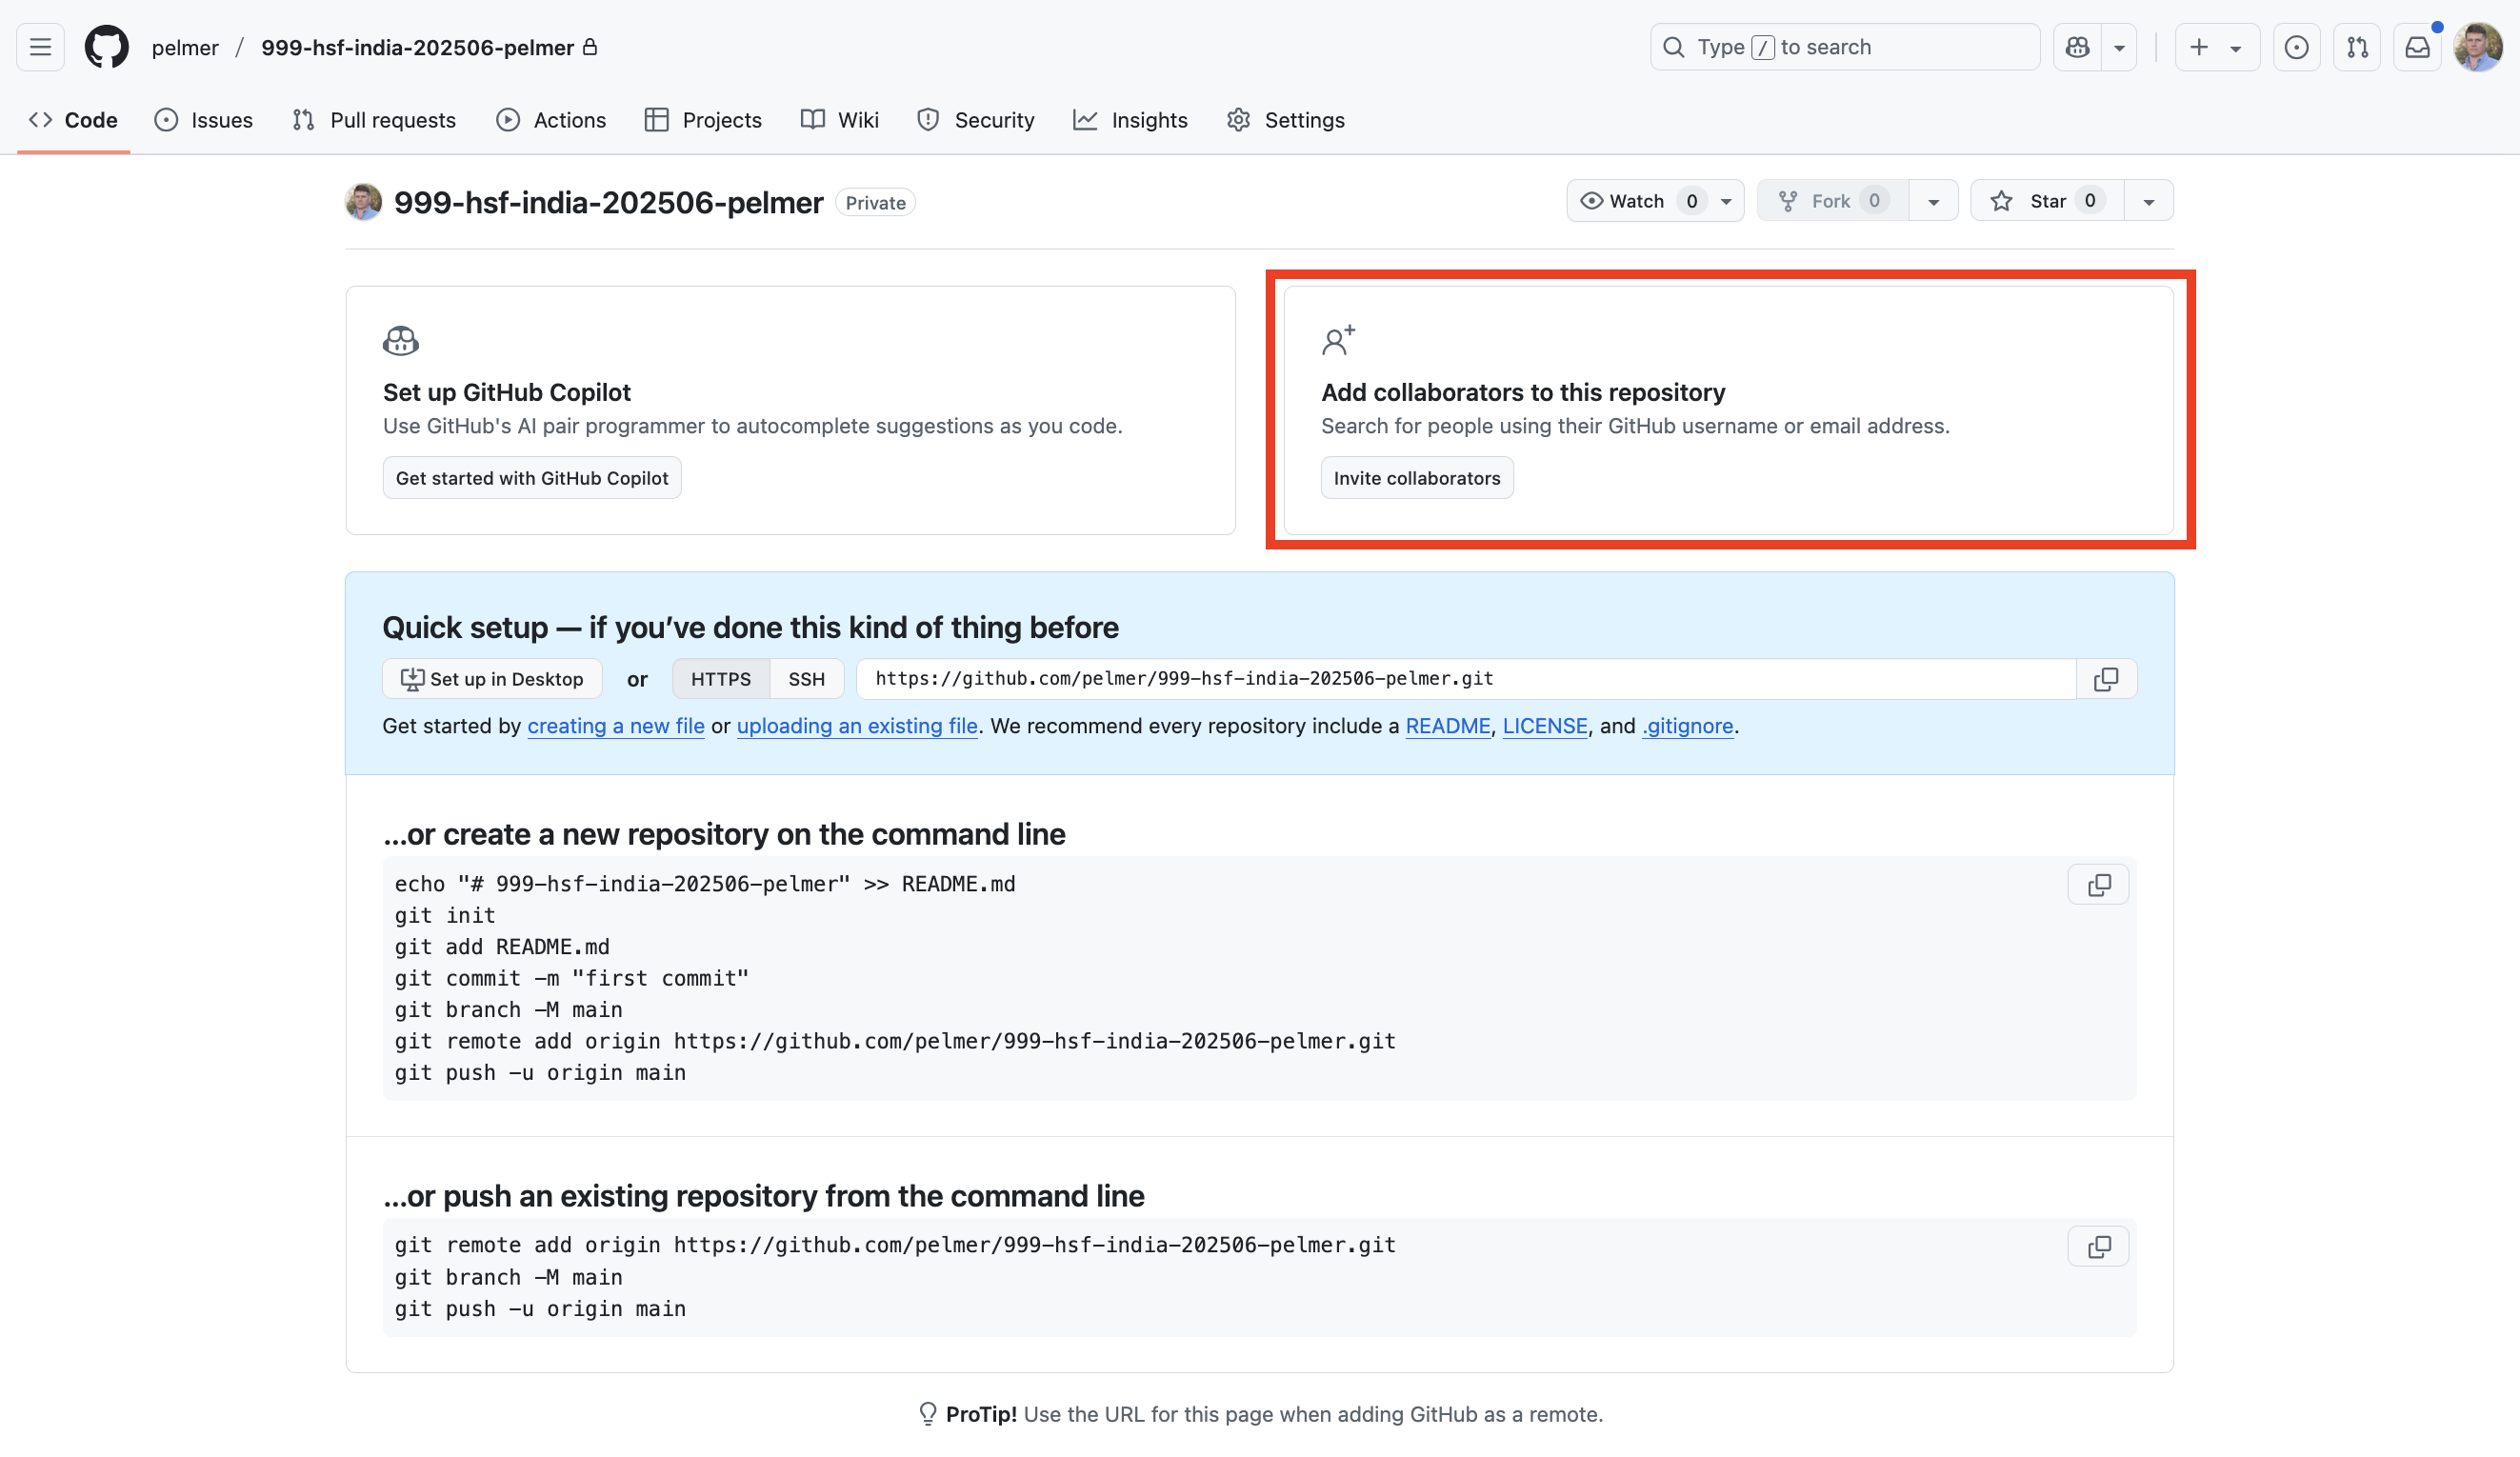 pelmer / 999-hsf-india-202506-pelmer
Type / to search
Code Issues Pull requests Actions Projects Wiki Security Insights Settings
999-hsf-india-202506-pelmer Private
Watch 0 Fork 0 Star 0
Set up GitHub Copilot
Use GitHub's AI pair programmer to autocomplete suggestions as you code.
Get started with GitHub Copilot
Add collaborators to this repository
Search for people using their GitHub username or email address.
Invite collaborators
Quick setup — if you’ve done this kind of thing before
Set up in Desktop or HTTPS SSH https://github.com/pelmer/999-hsf-india-202506-pelmer.git
Get started by creating a new file or uploading an existing file. We recommend every repository include a README, LICENSE, and .gitignore.
…or create a new repository on the command line
echo "# 999-hsf-india-202506-pelmer" >> README.md
git init
git add README.md
git commit -m "first commit"
git branch -M main
git remote add origin https://github.com/pelmer/999-hsf-india-202506-pelmer.git
git push -u origin main
…or push an existing repository from the command line
git remote add origin https://github.com/pelmer/999-hsf-india-202506-pelmer.git
git branch -M main
git push -u origin main
ProTip! Use the URL for this page when adding GitHub as a remote.